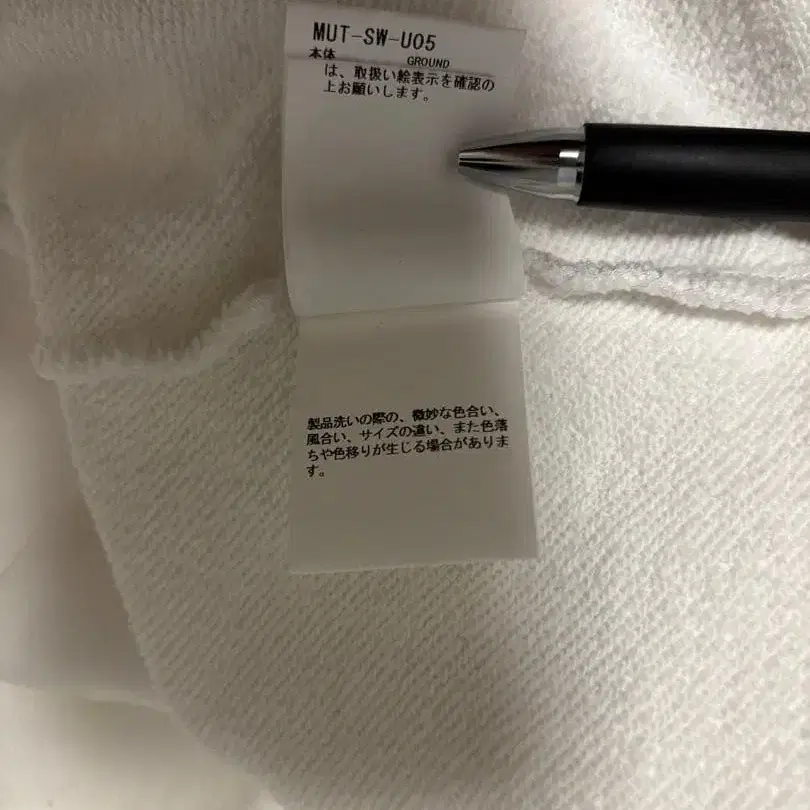 MUT-SW-U05
本体 GROUND
は、取扱い絵表示を確認の
上お願いします。
製品洗いの際の、微妙な色合い、
風合い、サイズの違い、また色落
ちや色移りが生じる場合がありま
す。